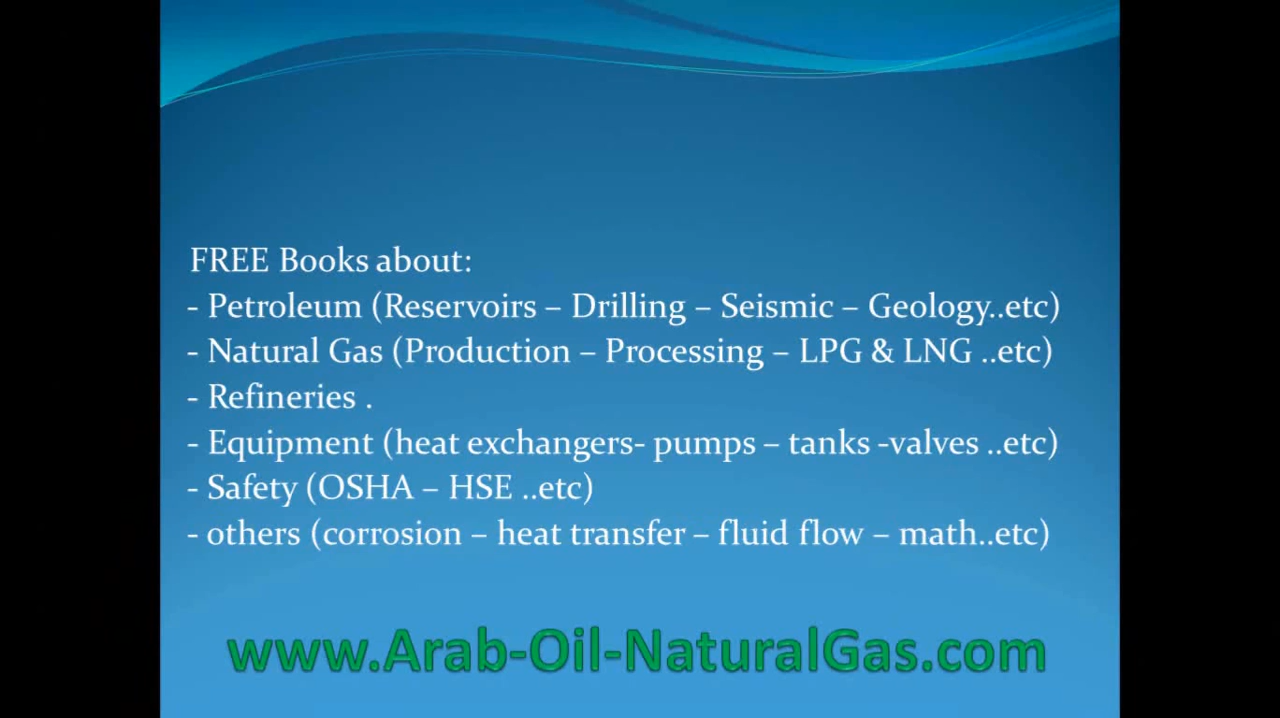 FREE Books about:
- Petroleum (Reservoirs – Drilling – Seismic – Geology..etc)
- Natural Gas (Production – Processing – LPG & LNG ..etc)
- Refineries .
- Equipment (heat exchangers- pumps – tanks -valves ..etc)
- Safety (OSHA – HSE ..etc)
- others (corrosion – heat transfer – fluid flow – math..etc)
www.Arab-Oil-NaturalGas.com